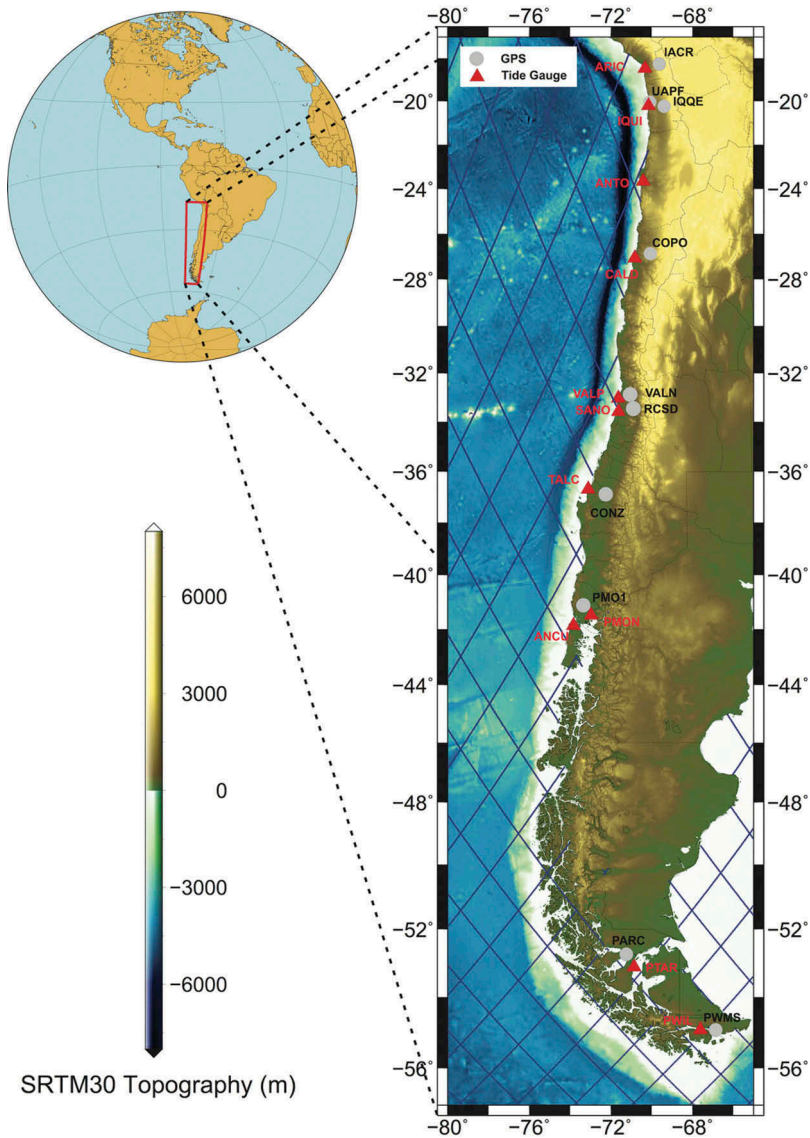 −80° −76° −72° −68°
GPS
Tide Gauge
IACR
ARIC
−20°
UAPF
IQQE
IQUI
−24°
ANTO
COPO
−28°
CALD
−32°
VALP
VALN
SANO
RCSD
−36°
TALC
CONZ
−40°
PMO1
ANCU
PMON
−44°
−48°
−52°
PARC
PTAR
PWMS
−56°
−80° −76° −72° −68°
−20°
−24°
−28°
−32°
−36°
−40°
−44°
−48°
−52°
−56°
6000
3000
0
−3000
−6000
SRTM30 Topography (m)